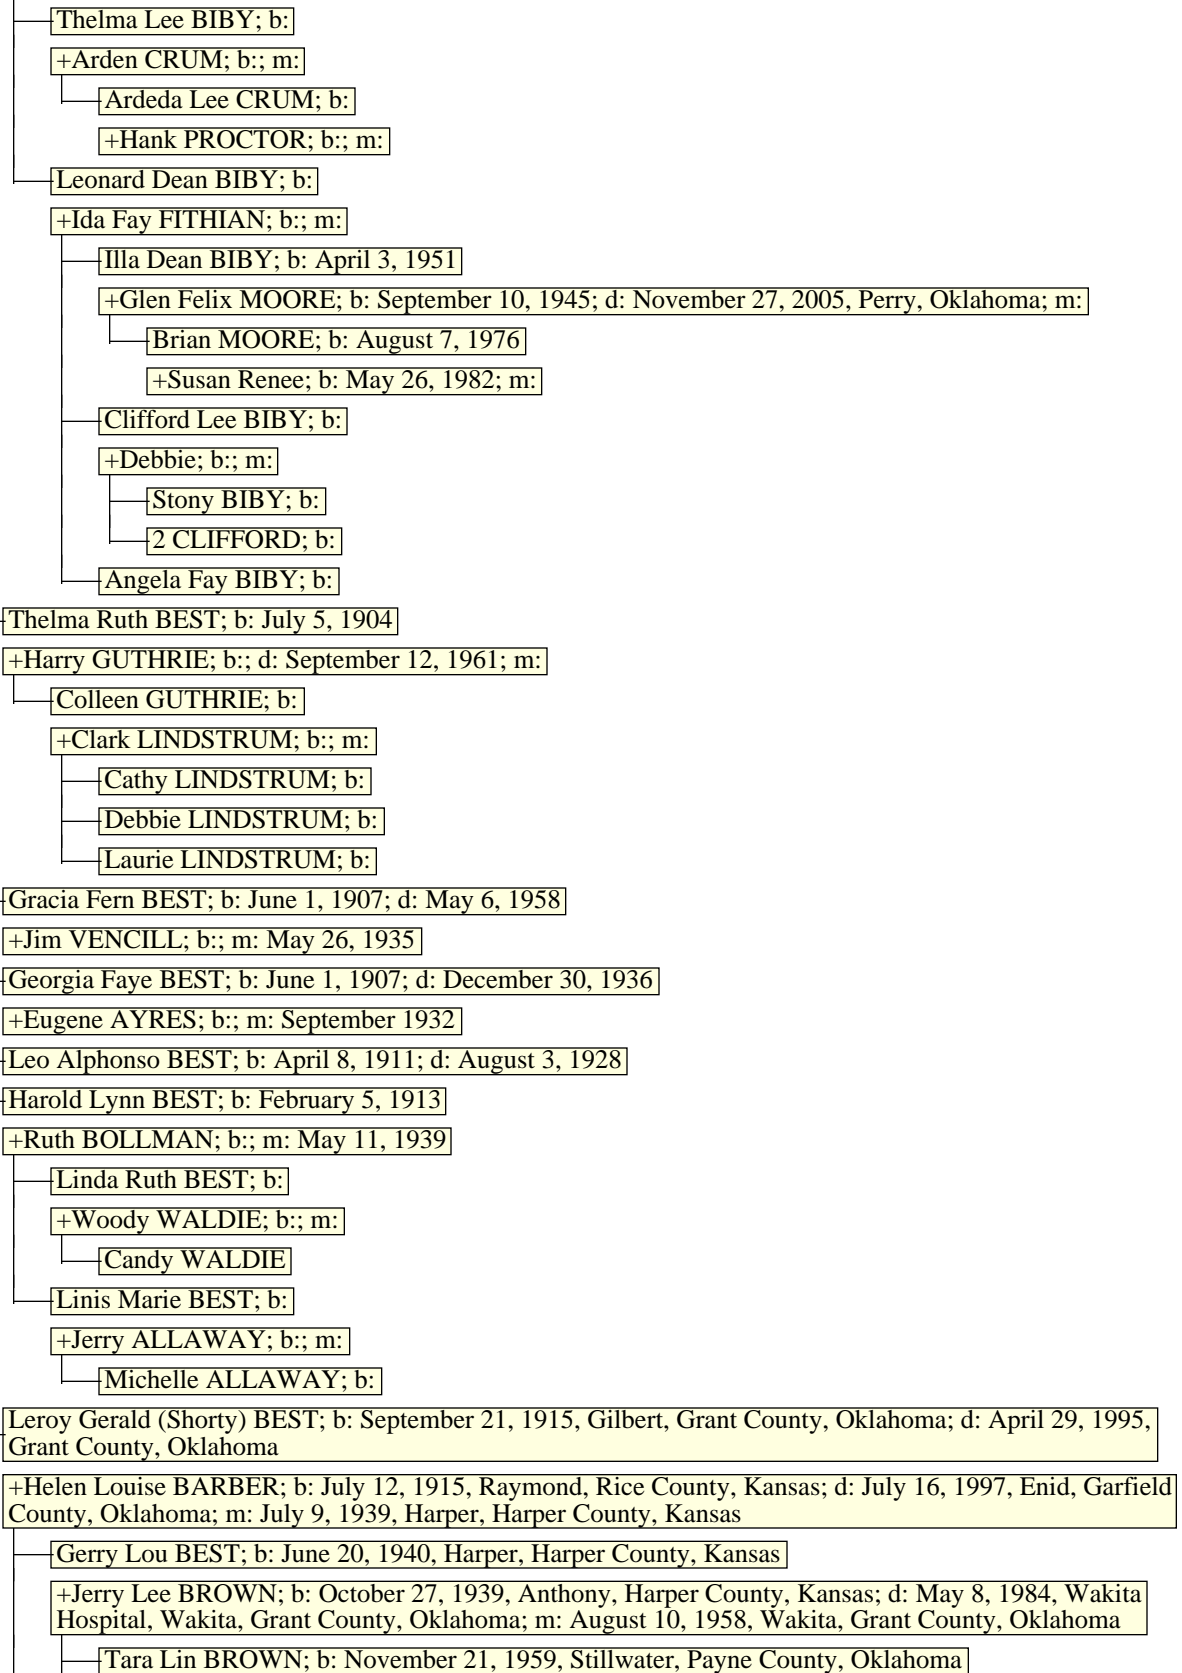 Thelma Lee BIBY; b:
+Arden CRUM; b:; m:
Ardeda Lee CRUM; b:
+Hank PROCTOR; b:; m:
Leonard Dean BIBY; b:
+Ida Fay FITHIAN; b:; m:
Illa Dean BIBY; b: April 3, 1951
+Glen Felix MOORE; b: September 10, 1945; d: November 27, 2005, Perry, Oklahoma; m:
Brian MOORE; b: August 7, 1976
+Susan Renee; b: May 26, 1982; m:
Clifford Lee BIBY; b:
+Debbie; b:; m:
Stony BIBY; b:
2 CLIFFORD; b:
Angela Fay BIBY; b:
Thelma Ruth BEST; b: July 5, 1904
+Harry GUTHRIE; b:; d: September 12, 1961; m:
Colleen GUTHRIE; b:
+Clark LINDSTRUM; b:; m:
Cathy LINDSTRUM; b:
Debbie LINDSTRUM; b:
Laurie LINDSTRUM; b:
Gracia Fern BEST; b: June 1, 1907; d: May 6, 1958
+Jim VENCILL; b:; m: May 26, 1935
Georgia Faye BEST; b: June 1, 1907; d: December 30, 1936
+Eugene AYRES; b:; m: September 1932
Leo Alphonso BEST; b: April 8, 1911; d: August 3, 1928
Harold Lynn BEST; b: February 5, 1913
+Ruth BOLLMAN; b:; m: May 11, 1939
Linda Ruth BEST; b:
+Woody WALDIE; b:; m:
Candy WALDIE
Linis Marie BEST; b:
+Jerry ALLAWAY; b:; m:
Michelle ALLAWAY; b:
Leroy Gerald (Shorty) BEST; b: September 21, 1915, Gilbert, Grant County, Oklahoma; d: April 29, 1995,
Grant County, Oklahoma
+Helen Louise BARBER; b: July 12, 1915, Raymond, Rice County, Kansas; d: July 16, 1997, Enid, Garfield
County, Oklahoma; m: July 9, 1939, Harper, Harper County, Kansas
Gerry Lou BEST; b: June 20, 1940, Harper, Harper County, Kansas
+Jerry Lee BROWN; b: October 27, 1939, Anthony, Harper County, Kansas; d: May 8, 1984, Wakita
Hospital, Wakita, Grant County, Oklahoma; m: August 10, 1958, Wakita, Grant County, Oklahoma
Tara Lin BROWN; b: November 21, 1959, Stillwater, Payne County, Oklahoma